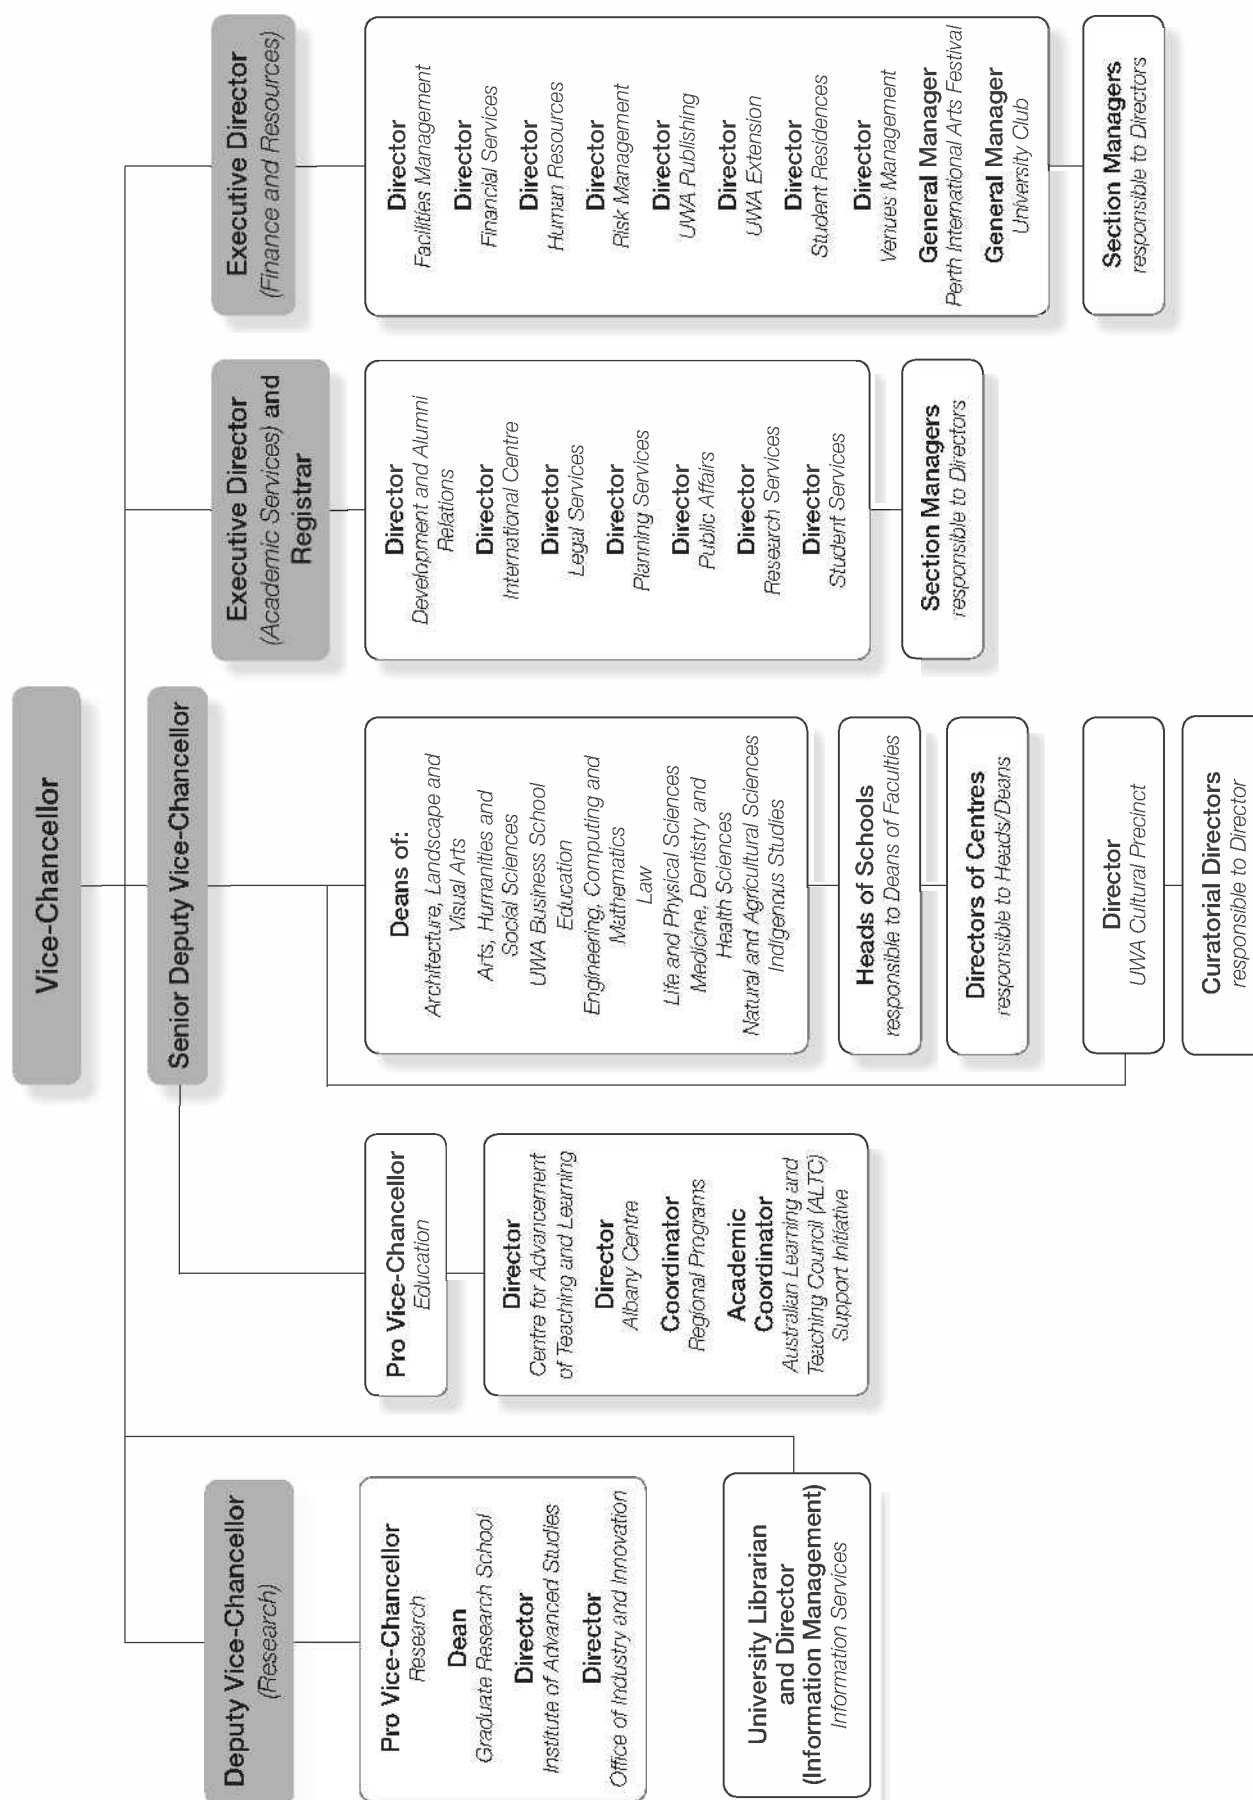 Vice-Chancellor
Senior Deputy Vice-Chancellor
Deputy Vice-Chancellor
(Research)
Pro Vice-Chancellor
Research
Dean
Graduate Research School
Director
Institute of Advanced Studies
Director
Office of Industry and Innovation
University Librarian
and Director
(Information Management)
Information Services
Pro Vice-Chancellor
Education
Director
Centre for Advancement
of Teaching and Learning
Director
Albany Centre
Coordinator
Regional Programs
Academic
Coordinator
Australian Learning and
Teaching Council (ALTC)
Support Initiative
Deans of:
Architecture, Landscape and
Visual Arts
Arts, Humanities and
Social Sciences
UWA Business School
Education
Engineering, Computing and
Mathematics
Law
Life and Physical Sciences
Medicine, Dentistry and
Health Sciences
Natural and Agricultural Sciences
Indigenous Studies
Heads of Schools
responsible to Deans of Faculties
Directors of Centres
responsible to Heads/Deans
Director
UWA Cultural Precinct
Curatorial Directors
responsible to Director
Executive Director
(Academic Services) and
Registrar
Director
Development and Alumni
Relations
Director
International Centre
Director
Legal Services
Director
Planning Services
Director
Public Affairs
Director
Research Services
Director
Student Services
Section Managers
responsible to Directors
Executive Director
(Finance and Resources)
Director
Facilities Management
Director
Financial Services
Director
Human Resources
Director
Risk Management
Director
UWA Publishing
Director
UWA Extension
Director
Student Residences
Director
Venues Management
General Manager
Perth International Arts Festival
General Manager
University Club
Section Managers
responsible to Directors